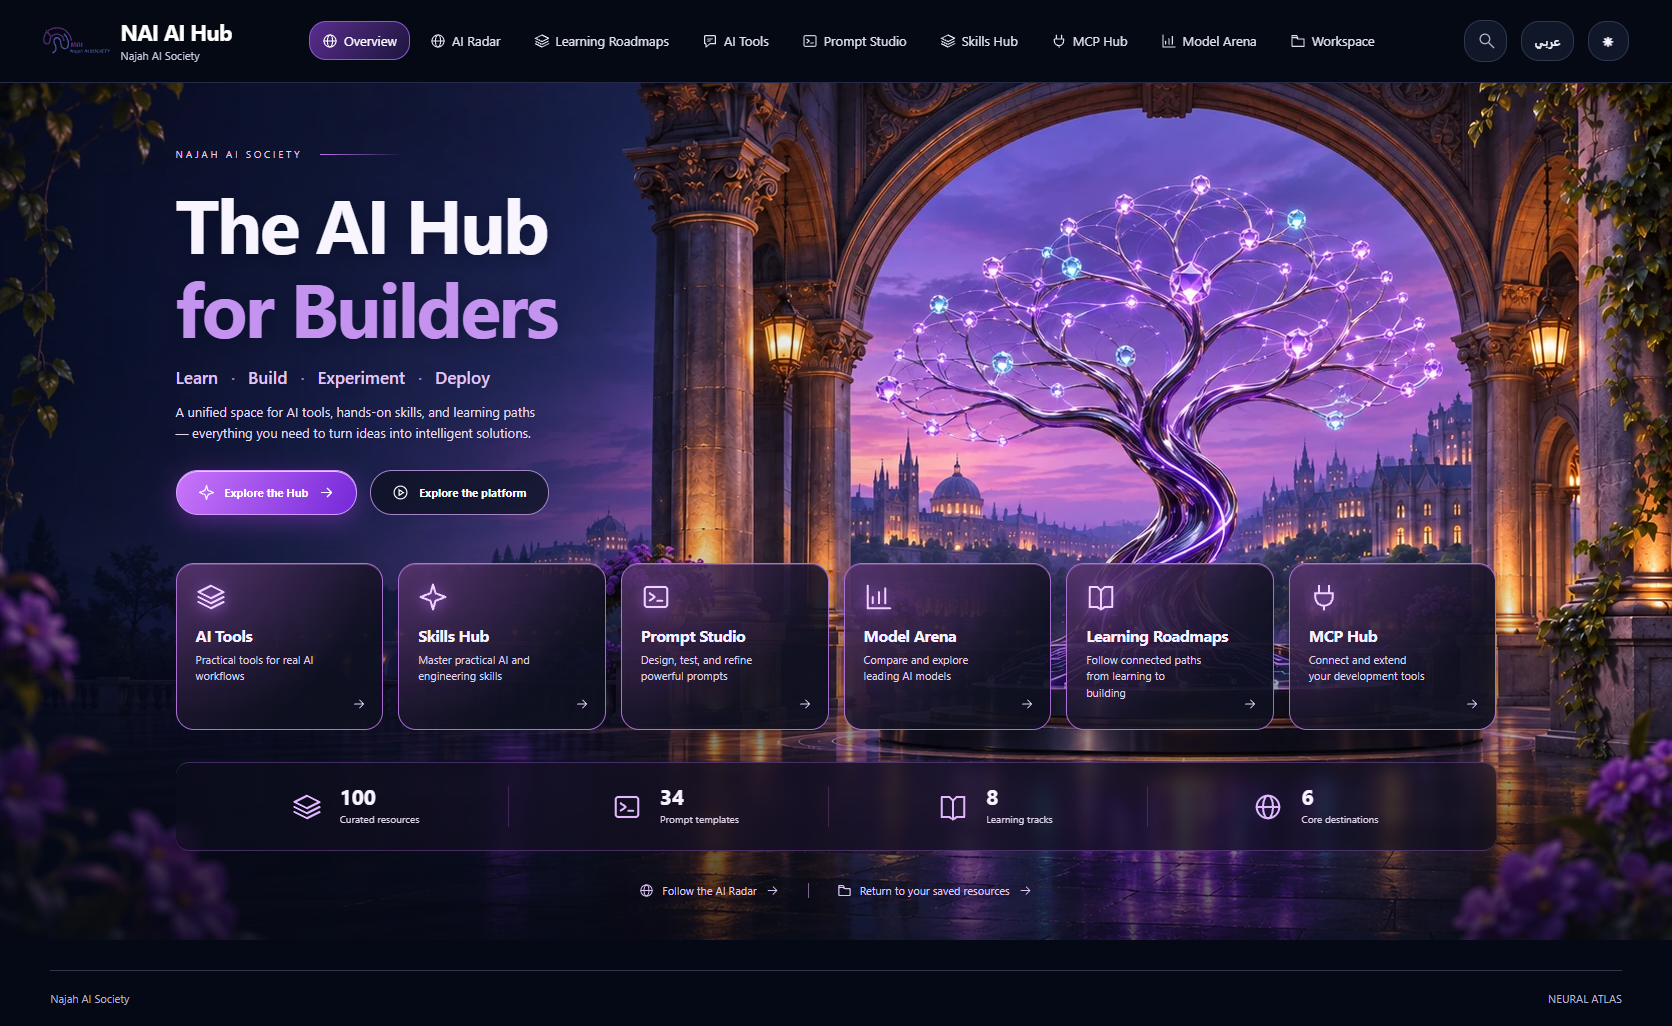 NAI AI Hub
Najah AI Society
Overview
AI Radar
Learning Roadmaps
AI Tools
Prompt Studio
Skills Hub
MCP Hub
Model Arena
Workspace
عربي
NAJAH AI SOCIETY
The AI Hub
for Builders
Learn · Build · Experiment · Deploy
A unified space for AI tools, hands-on skills, and learning paths
— everything you need to turn ideas into intelligent solutions.
Explore the Hub
Explore the platform
AI Tools
Practical tools for real AI
workflows
Skills Hub
Master practical AI and
engineering skills
Prompt Studio
Design, test, and refine
powerful prompts
Model Arena
Compare and explore
leading AI models
Learning Roadmaps
Follow connected paths
from learning to
building
MCP Hub
Connect and extend
your development tools
100
Curated resources
34
Prompt templates
8
Learning tracks
6
Core destinations
Follow the AI Radar
Return to your saved resources
Najah AI Society
NEURAL ATLAS